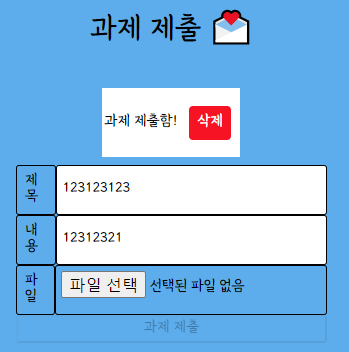 과제 제출
과제 제출함! 삭제
제목 123123123
내용 12312321
파일 파일 선택 선택된 파일 없음
과제 제출